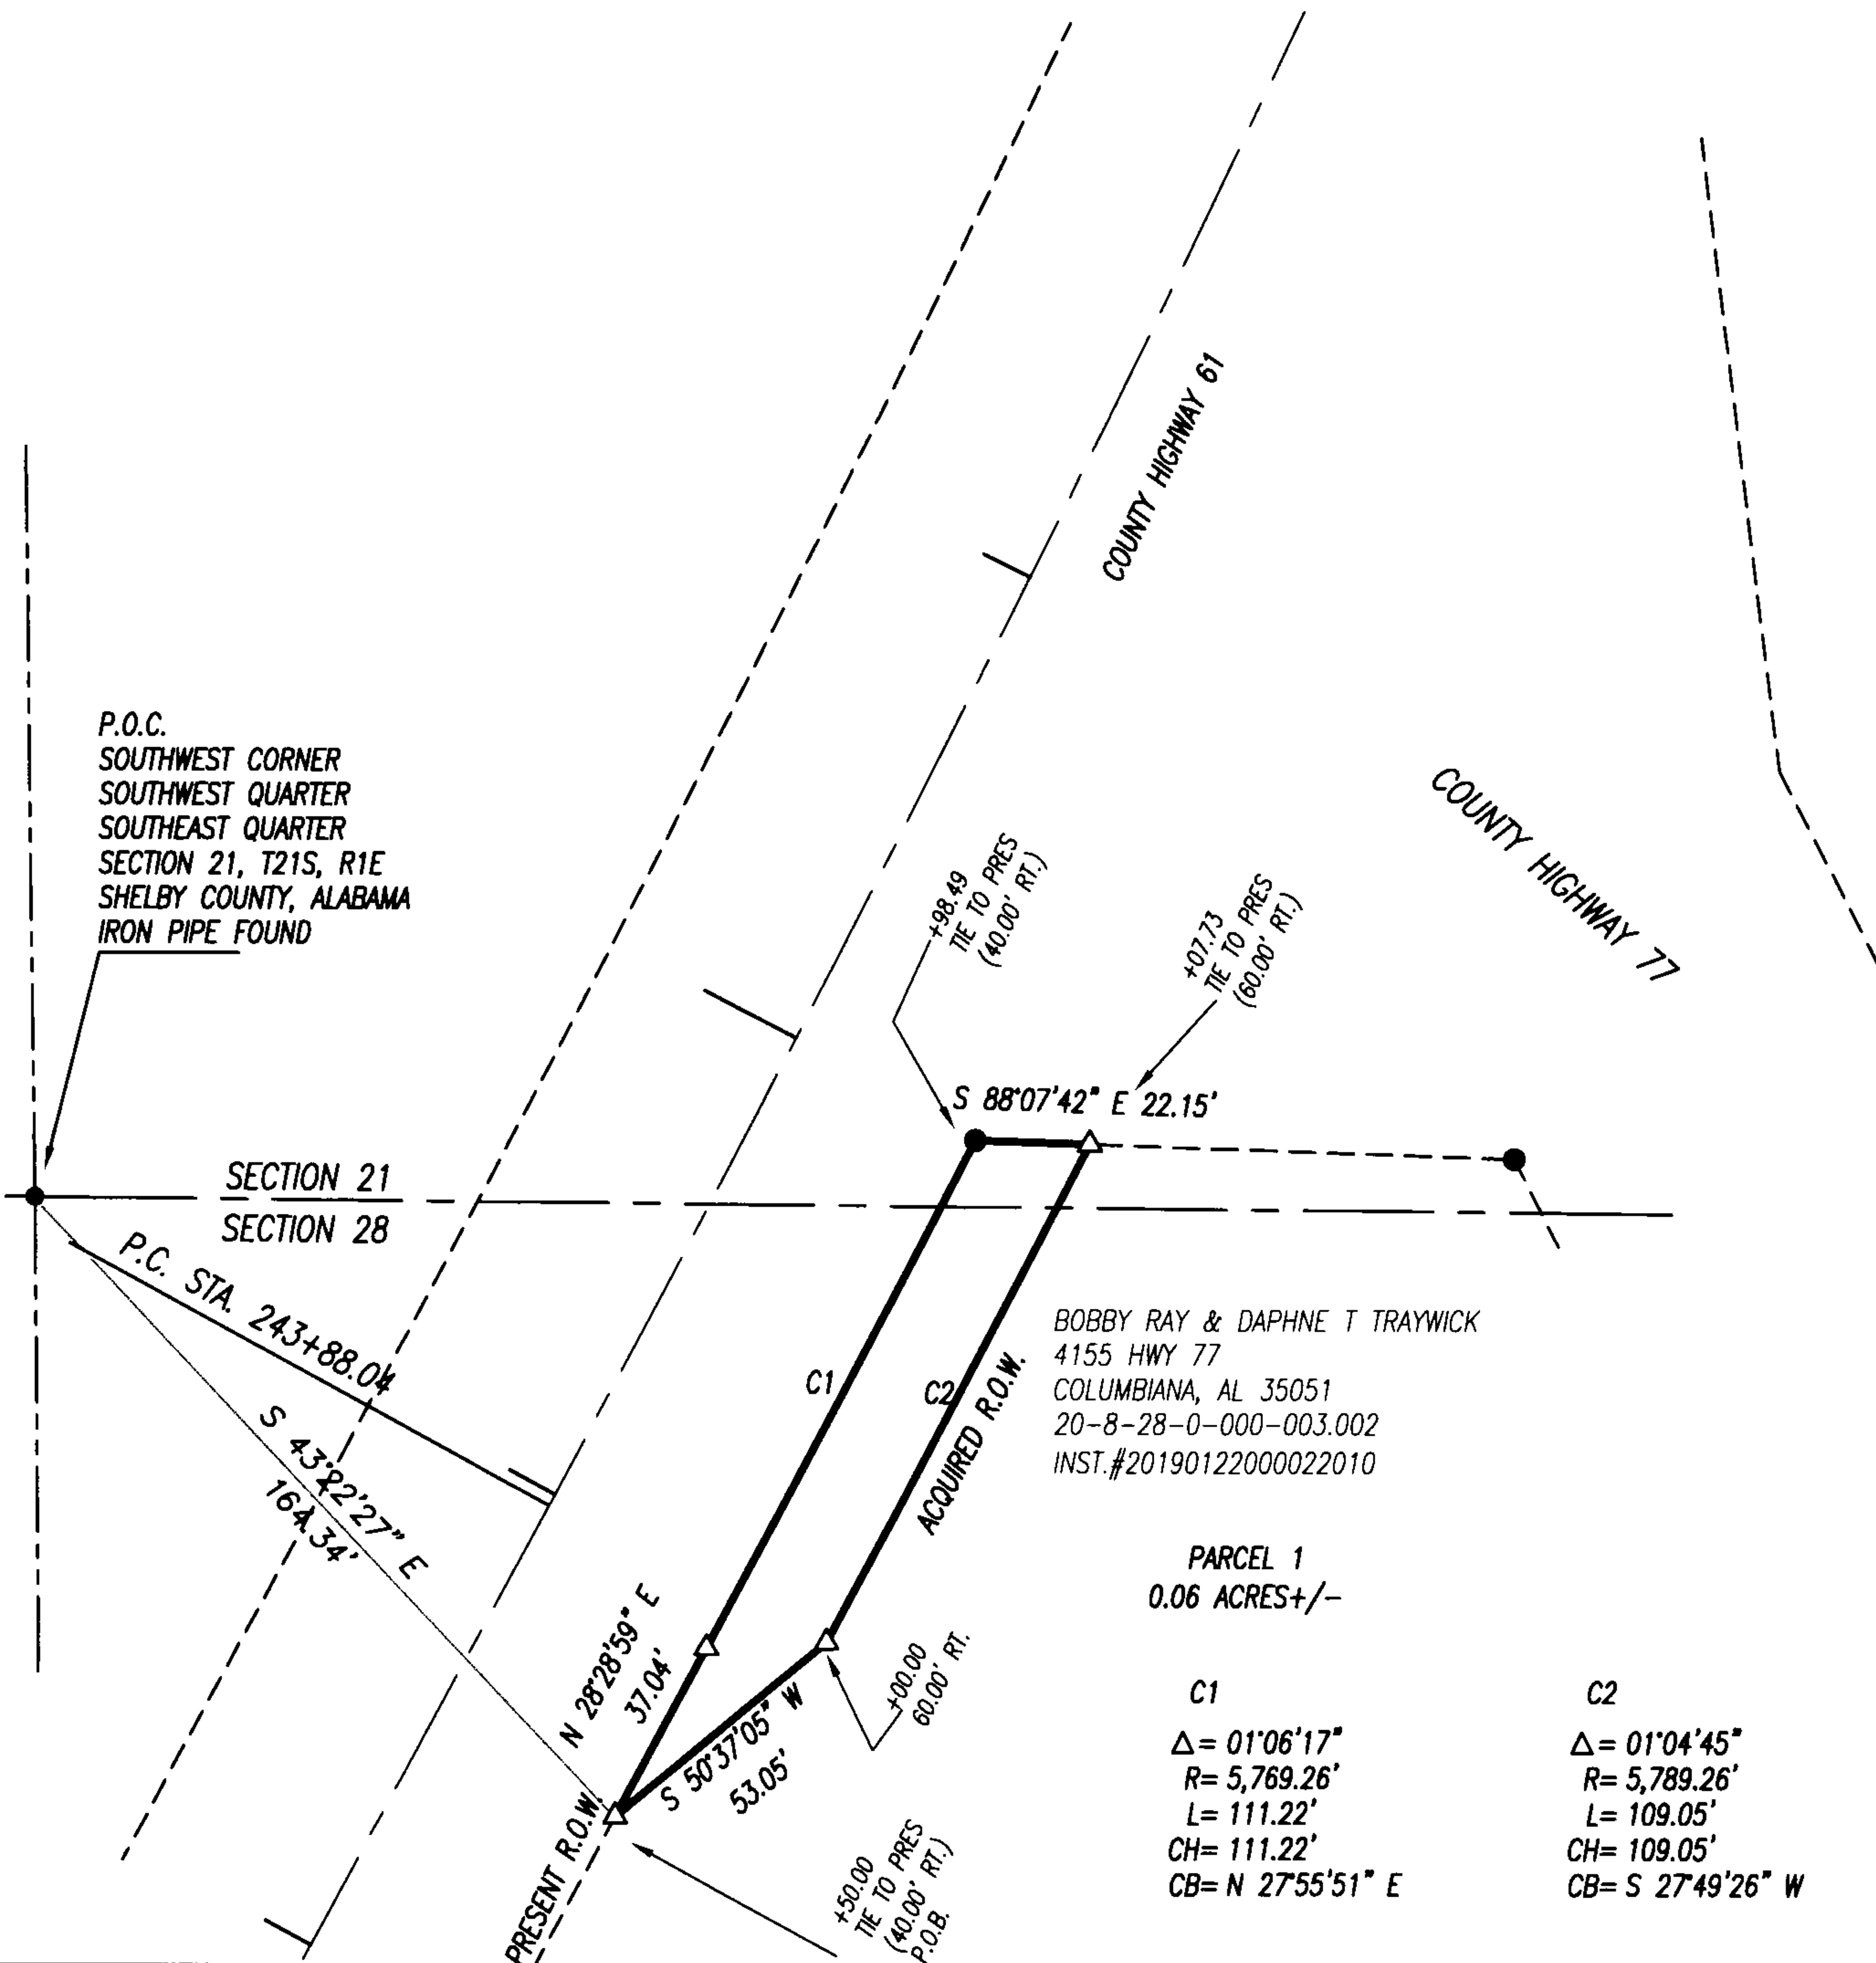 COUNTY HIGHWAY 61
P.O.C.
SOUTHWEST CORNER
SOUTHWEST QUARTER
SOUTHEAST QUARTER
SECTION 21, T21S, R1E
SHELBY COUNTY, ALABAMA
IRON PIPE FOUND
COUNTY HIGHWAY 77
+98.49
TIE TO PRES
(40.00' RT.)
+07.73
TIE TO PRES
(60.00' RT.)
S 88°07'42" E 22.15'
SECTION 21
SECTION 28
P.C. STA. 243+88.04
S 43°22'27" E
164.34'
C1
C2
ACQUIRED R.O.W.
BOBBY RAY & DAPHNE T TRAYWICK
4155 HWY 77
COLUMBIANA, AL 35051
20-8-28-0-000-003.002
INST.#20190122000022010
PARCEL 1
0.06 ACRES+/-
N 28°28'59" E
37.04'
S 50°37'05" W
53.05'
+00.00
60.00' RT.
PRESENT R.O.W.
+50.00
TIE TO PRES
(40.00' RT.)
P.O.B.
C1
Δ= 01°06'17"
R= 5,769.26'
L= 111.22'
CH= 111.22'
CB= N 27°55'51" E
C2
Δ= 01°04'45"
R= 5,789.26'
L= 109.05'
CH= 109.05'
CB= S 27°49'26" W